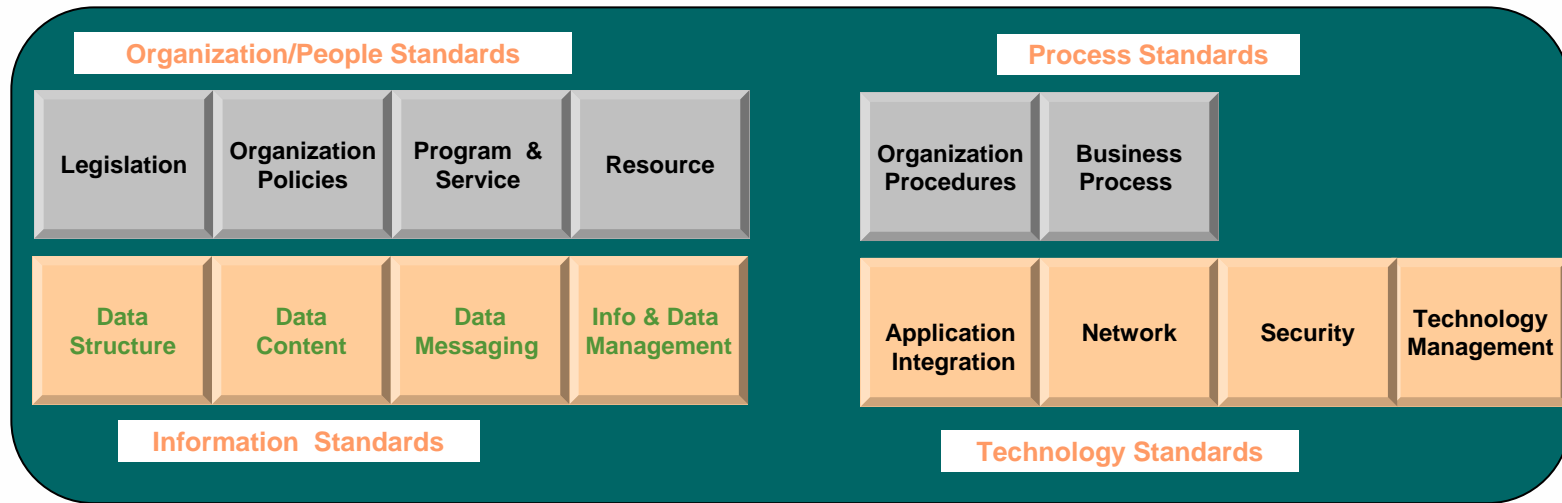 Organization/People Standards
Legislation
Organization
Policies
Program & 
Service
Resource
Data
Structure
Data
Content
Data
Messaging
Info & Data
Management
Information Standards
Process Standards
Organization
Procedures
Business
Process
Application
Integration
Network
Security
Technology
Management
Technology Standards